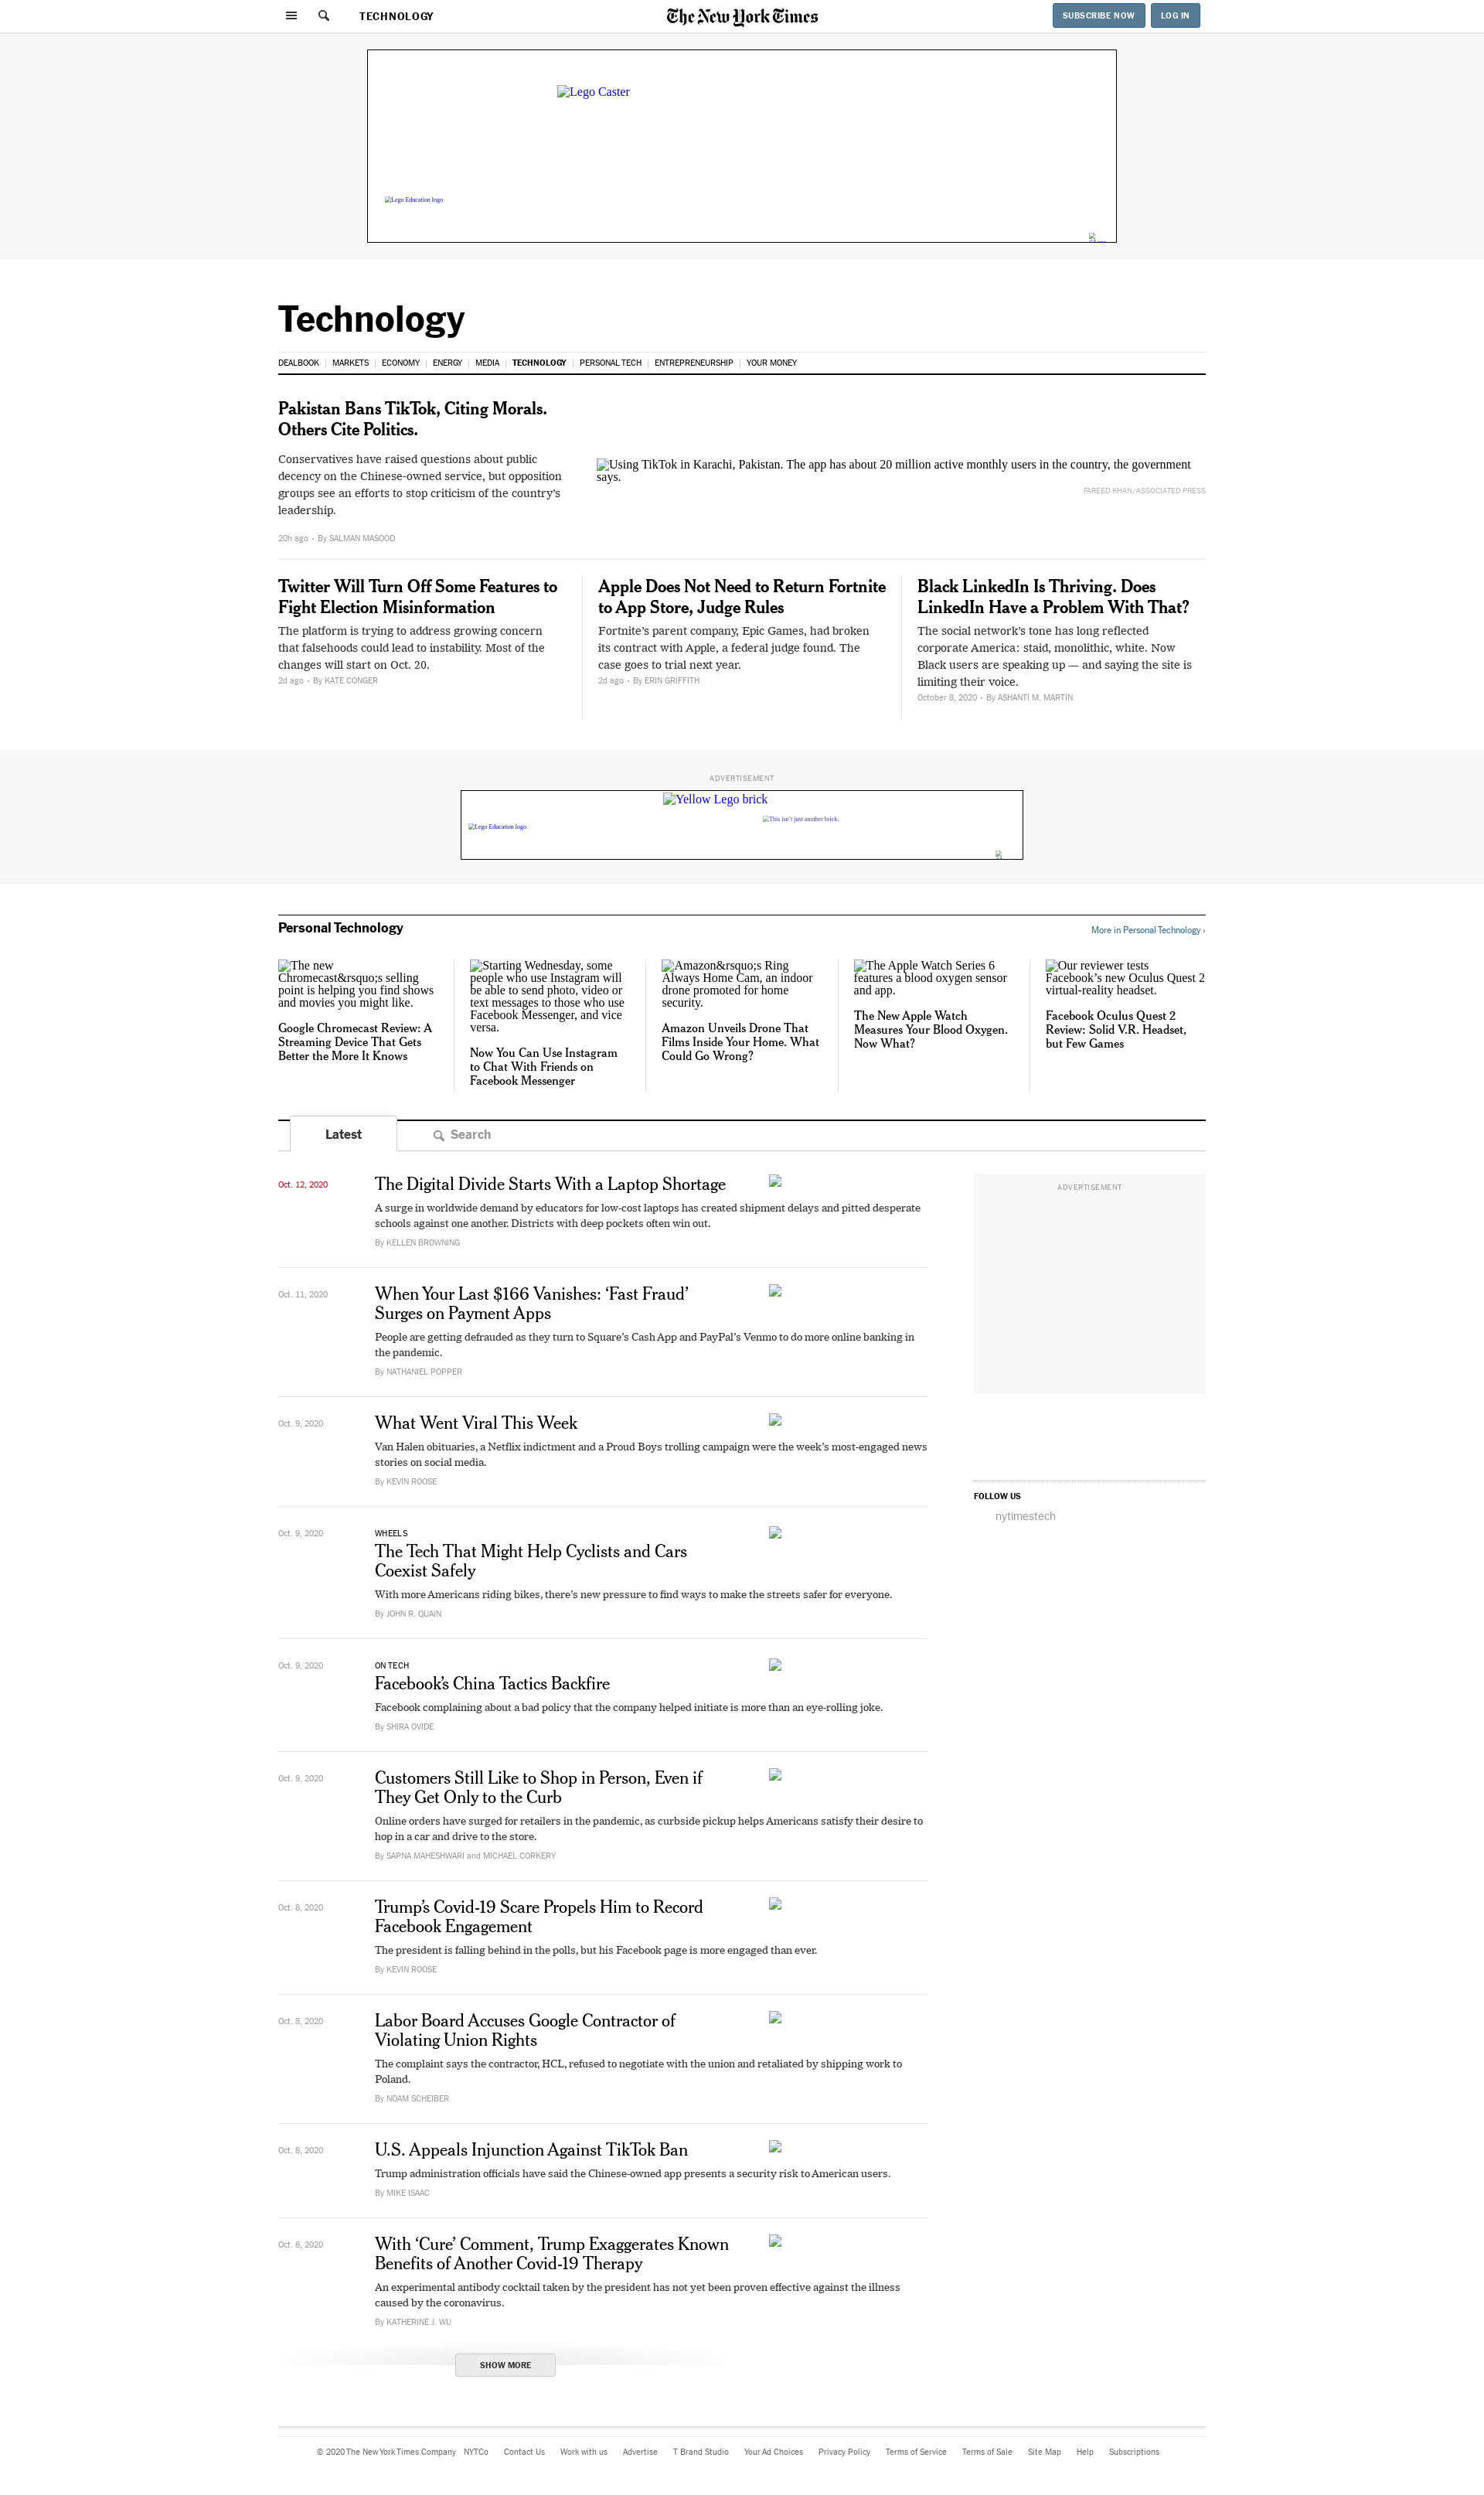 TECHNOLOGY
The New York Times
SUBSCRIBE NOW
LOG IN
Lego Caster
Lego Education logo
Technology
DEALBOOK | MARKETS | ECONOMY | ENERGY | MEDIA | TECHNOLOGY | PERSONAL TECH | ENTREPRENEURSHIP | YOUR MONEY
Pakistan Bans TikTok, Citing Morals.
Others Cite Politics.
Conservatives have raised questions about public
decency on the Chinese-owned service, but opposition
groups see an efforts to stop criticism of the country's
leadership.
20h ago • By SALMAN MASOOD
Using TikTok in Karachi, Pakistan. The app has about 20 million active monthly users in the country, the government
says.
FAREED KHAN/ASSOCIATED PRESS
Twitter Will Turn Off Some Features to
Fight Election Misinformation
The platform is trying to address growing concern
that falsehoods could lead to instability. Most of the
changes will start on Oct. 20.
2d ago • By KATE CONGER
Apple Does Not Need to Return Fortnite
to App Store, Judge Rules
Fortnite's parent company, Epic Games, had broken
its contract with Apple, a federal judge found. The
case goes to trial next year.
2d ago • By ERIN GRIFFITH
Black LinkedIn Is Thriving. Does
LinkedIn Have a Problem With That?
The social network's tone has long reflected
corporate America: staid, monolithic, white. Now
Black users are speaking up — and saying the site is
limiting their voice.
October 8, 2020 • By ASHANTI M. MARTIN
ADVERTISEMENT
Yellow Lego brick
This isn't just another brick.
Lego Education logo
Personal Technology
More in Personal Technology ›
The new
Chromecast&rsquo;s selling
point is helping you find shows
and movies you might like.
Google Chromecast Review: A
Streaming Device That Gets
Better the More It Knows
Starting Wednesday, some
people who use Instagram will
be able to send photo, video or
text messages to those who use
Facebook Messenger, and vice
versa.
Now You Can Use Instagram
to Chat With Friends on
Facebook Messenger
Amazon&rsquo;s Ring
Always Home Cam, an indoor
drone promoted for home
security.
Amazon Unveils Drone That
Films Inside Your Home. What
Could Go Wrong?
The Apple Watch Series 6
features a blood oxygen sensor
and app.
The New Apple Watch
Measures Your Blood Oxygen.
Now What?
Our reviewer tests
Facebook's new Oculus Quest 2
virtual-reality headset.
Facebook Oculus Quest 2
Review: Solid V.R. Headset,
but Few Games
Latest
Search
Oct. 12, 2020
The Digital Divide Starts With a Laptop Shortage
A surge in worldwide demand by educators for low-cost laptops has created shipment delays and pitted desperate
schools against one another. Districts with deep pockets often win out.
By KELLEN BROWNING
ADVERTISEMENT
Oct. 11, 2020
When Your Last $166 Vanishes: ‘Fast Fraud’
Surges on Payment Apps
People are getting defrauded as they turn to Square's Cash App and PayPal's Venmo to do more online banking in
the pandemic.
By NATHANIEL POPPER
Oct. 9, 2020
What Went Viral This Week
Van Halen obituaries, a Netflix indictment and a Proud Boys trolling campaign were the week's most-engaged news
stories on social media.
By KEVIN ROOSE
FOLLOW US
nytimestech
Oct. 9, 2020
WHEELS
The Tech That Might Help Cyclists and Cars
Coexist Safely
With more Americans riding bikes, there's new pressure to find ways to make the streets safer for everyone.
By JOHN R. QUAIN
Oct. 9, 2020
ON TECH
Facebook's China Tactics Backfire
Facebook complaining about a bad policy that the company helped initiate is more than an eye-rolling joke.
By SHIRA OVIDE
Oct. 9, 2020
Customers Still Like to Shop in Person, Even if
They Get Only to the Curb
Online orders have surged for retailers in the pandemic, as curbside pickup helps Americans satisfy their desire to
hop in a car and drive to the store.
By SAPNA MAHESHWARI and MICHAEL CORKERY
Oct. 8, 2020
Trump's Covid-19 Scare Propels Him to Record
Facebook Engagement
The president is falling behind in the polls, but his Facebook page is more engaged than ever.
By KEVIN ROOSE
Oct. 8, 2020
Labor Board Accuses Google Contractor of
Violating Union Rights
The complaint says the contractor, HCL, refused to negotiate with the union and retaliated by shipping work to
Poland.
By NOAM SCHEIBER
Oct. 8, 2020
U.S. Appeals Injunction Against TikTok Ban
Trump administration officials have said the Chinese-owned app presents a security risk to American users.
By MIKE ISAAC
Oct. 8, 2020
With ‘Cure’ Comment, Trump Exaggerates Known
Benefits of Another Covid-19 Therapy
An experimental antibody cocktail taken by the president has not yet been proven effective against the illness
caused by the coronavirus.
By KATHERINE J. WU
SHOW MORE
© 2020 The New York Times Company NYTCo Contact Us Work with us Advertise T Brand Studio Your Ad Choices Privacy Policy Terms of Service Terms of Sale Site Map Help Subscriptions